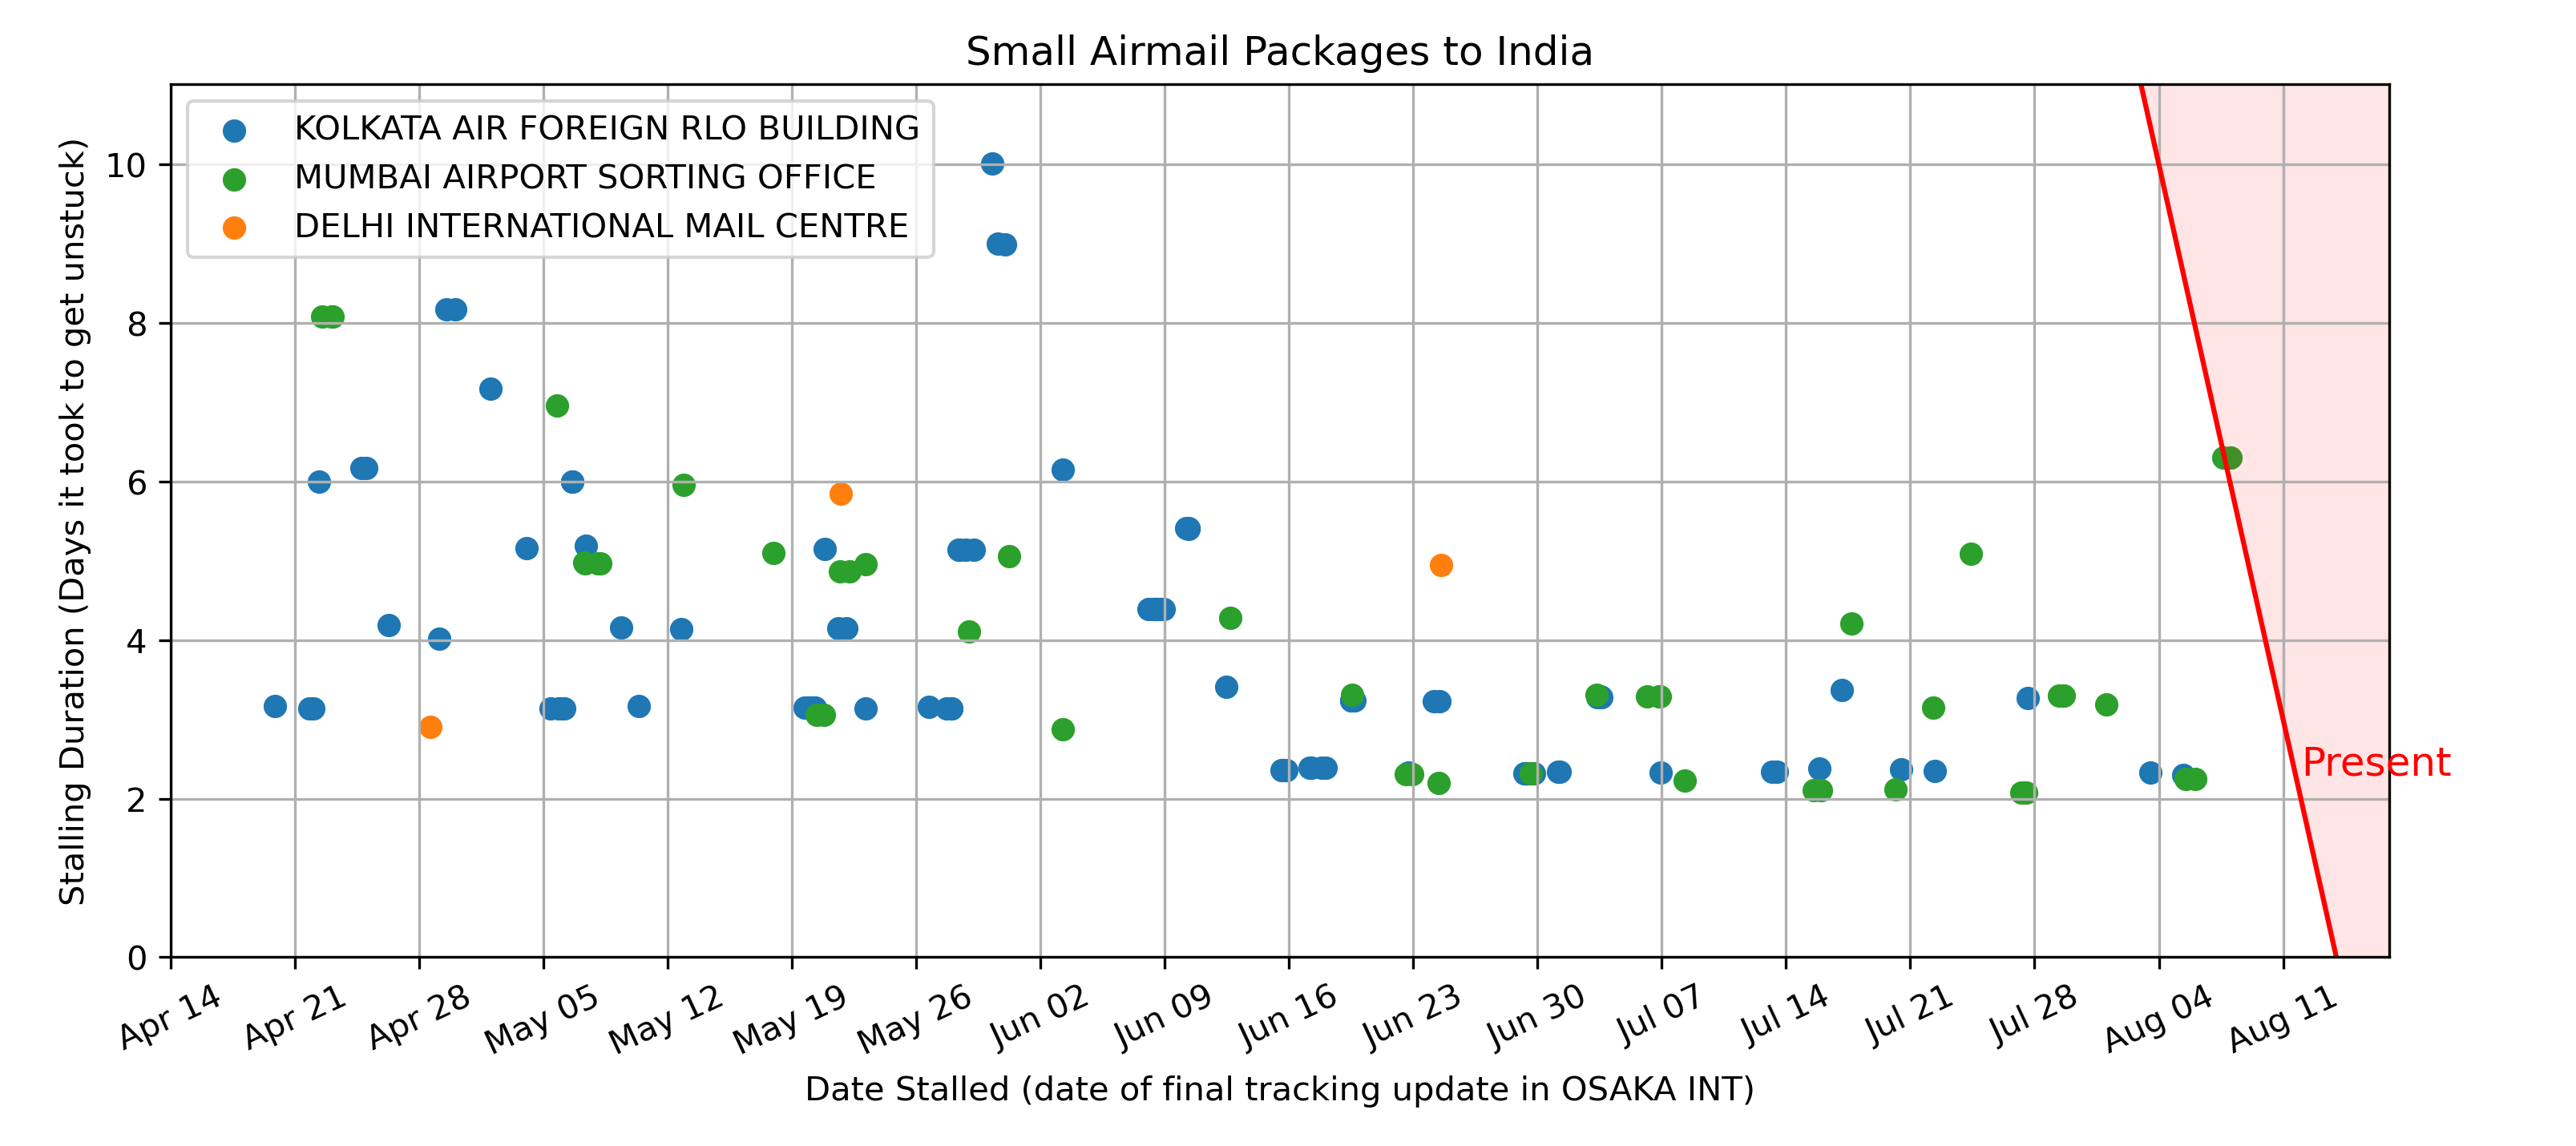 Small Airmail Packages to India
KOLKATA AIR FOREIGN RLO BUILDING
MUMBAI AIRPORT SORTING OFFICE
DELHI INTERNATIONAL MAIL CENTRE
Stalling Duration (Days it took to get unstuck)
10
8
6
4
2
0
Present
Apr 14
Apr 21
Apr 28
May 05
May 12
May 19
May 26
Jun 02
Jun 09
Jun 16
Jun 23
Jun 30
Jul 07
Jul 14
Jul 21
Jul 28
Aug 04
Aug 11
Date Stalled (date of final tracking update in OSAKA INT)